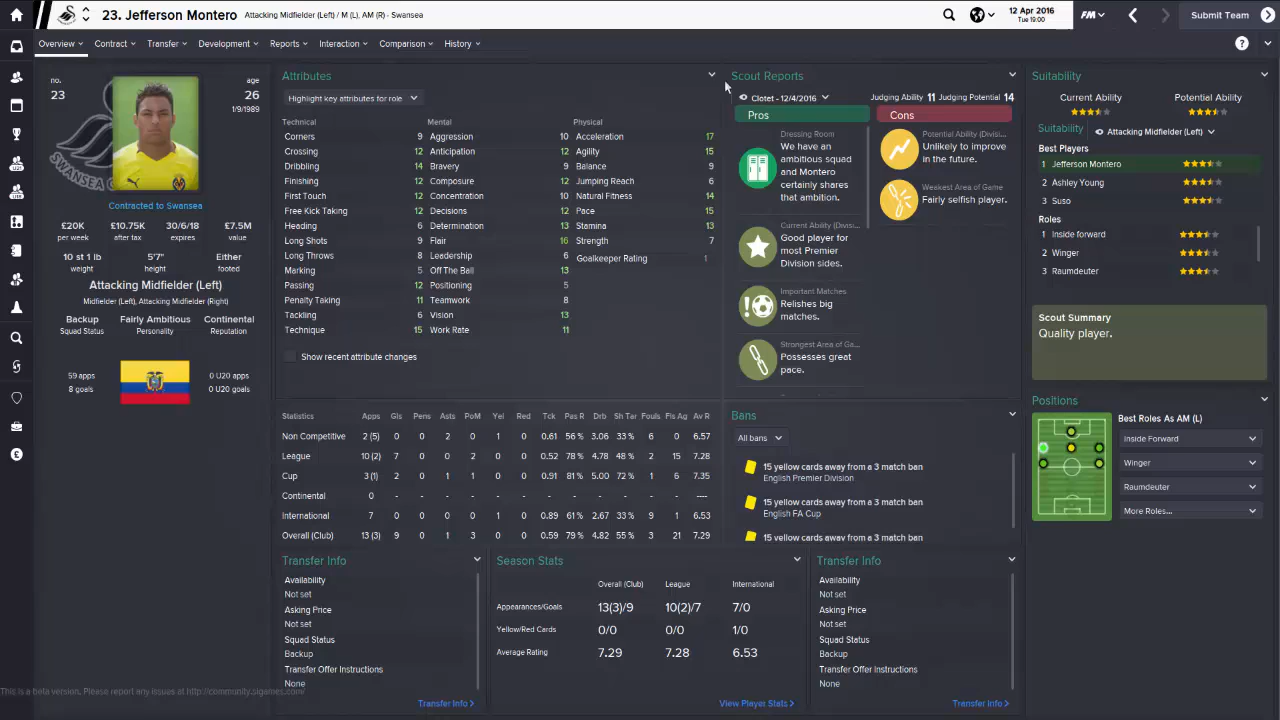 23. Jefferson Montero
Attacking Midfielder (Left) / M (L), AM (R) - Swansea
12 Apr 2016
Tue 19:00
FM
Submit Team
Overview
Contract
Transfer
Development
Reports
Interaction
Comparison
History
?
no.
23
age
26
1/9/1989
SWANSEA C
Contracted to Swansea
£20K
per week
£10.75K
after tax
30/6/18
expires
£7.5M
value
10 st 1 lb
weight
5'7"
height
Either
footed
Attacking Midfielder (Left)
Midfielder (Left), Attacking Midfielder (Right)
Backup
Squad Status
Fairly Ambitious
Personality
Continental
Reputation
59 apps
8 goals
0 U20 apps
0 U20 goals
Attributes
Highlight key attributes for role
Technical
Corners 9
Crossing 12
Dribbling 14
Finishing 12
First Touch 12
Free Kick Taking 12
Heading 6
Long Shots 9
Long Throws 8
Marking 5
Passing 12
Penalty Taking 11
Tackling 6
Technique 15
Mental
Aggression 10
Anticipation 12
Bravery 9
Composure 12
Concentration 10
Decisions 12
Determination 13
Flair 16
Leadership 6
Off The Ball 13
Positioning 5
Teamwork 8
Vision 13
Work Rate 11
Physical
Acceleration 17
Agility 15
Balance 9
Jumping Reach 6
Natural Fitness 14
Pace 15
Stamina 13
Strength 7
Goalkeeper Rating 1
Show recent attribute changes
Scout Reports
Clotet - 12/4/2016
Judging Ability 11 Judging Potential 14
Pros
Dressing Room
We have an
ambitious squad
and Montero
certainly shares
that ambition.
Current Ability (Divisi...
Good player for
most Premier
Division sides.
Important Matches
Relishes big
matches.
Strongest Area of Ga...
Possesses great
pace.
Cons
Potential Ability (Divisi...
Unlikely to improve
in the future.
Weakest Area of Game
Fairly selfish player.
Suitability
Current Ability
Potential Ability
Suitability
Attacking Midfielder (Left)
Best Players
1 Jefferson Montero
2 Ashley Young
3 Suso
Roles
1 Inside forward
2 Winger
3 Raumdeuter
Scout Summary
Quality player.
Statistics Apps Gls Pens Asts PoM Yel Red Tck Pas R Drb Sh Tar Fouls Fls Ag Av R
Non Competitive 2 (5) 0 0 2 0 1 0 0.61 56 % 3.06 33 % 6 0 6.57
League 10 (2) 7 0 0 2 0 0 0.52 78 % 4.78 48 % 2 15 7.28
Cup 3 (1) 2 0 1 1 0 0 0.91 81 % 5.00 72 % 1 6 7.35
Continental 0 - - - - - - - - - - - - ----
International 7 0 0 0 0 1 0 0.89 61 % 2.67 33 % 9 1 6.53
Overall (Club) 13 (3) 9 0 1 3 0 0 0.59 79 % 4.82 55 % 3 21 7.29
Bans
All bans
15 yellow cards away from a 3 match ban
English Premier Division
15 yellow cards away from a 3 match ban
English FA Cup
15 yellow cards away from a 3 match ban
Positions
Best Roles As AM (L)
Inside Forward
Winger
Raumdeuter
More Roles...
Transfer Info
Availability
Not set
Asking Price
Not set
Squad Status
Backup
Transfer Offer Instructions
None
Transfer Info >
Season Stats
Overall (Club) League International
Appearances/Goals 13(3)/9 10(2)/7 7/0
Yellow/Red Cards 0/0 0/0 1/0
Average Rating 7.29 7.28 6.53
View Player Stats >
Transfer Info
Availability
Not set
Asking Price
Not set
Squad Status
Backup
Transfer Offer Instructions
None
Transfer Info >
This is a beta version. Please report any issues at http://community.sigames.com/